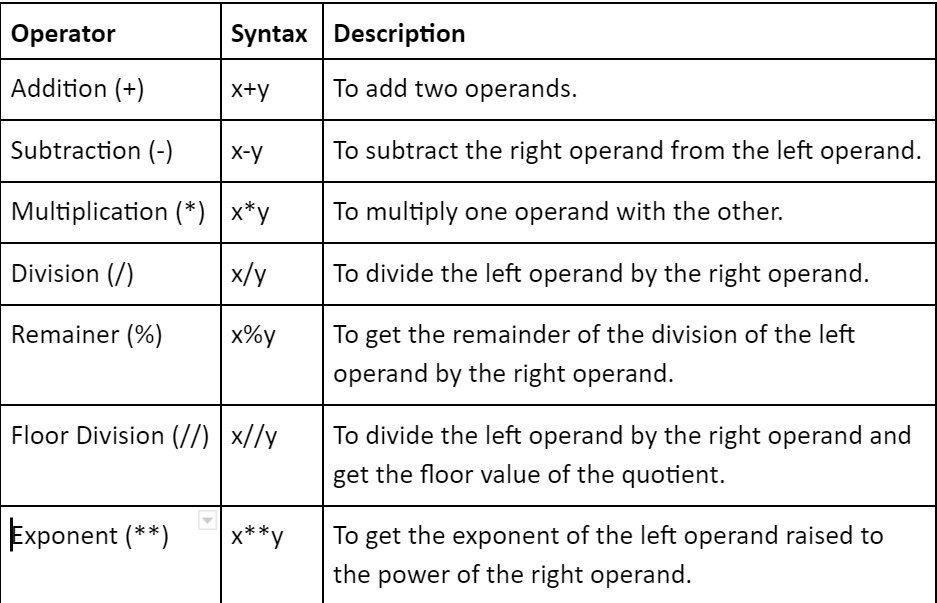 Operator Syntax Description
Addition (+) x+y To add two operands.
Subtraction (-) x-y To subtract the right operand from the left operand.
Multiplication (*) x*y To multiply one operand with the other.
Division (/) x/y To divide the left operand by the right operand.
Remainer (%) x%y To get the remainder of the division of the left
operand by the right operand.
Floor Division (//) x//y To divide the left operand by the right operand and
get the floor value of the quotient.
Exponent (**) x**y To get the exponent of the left operand raised to
the power of the right operand.